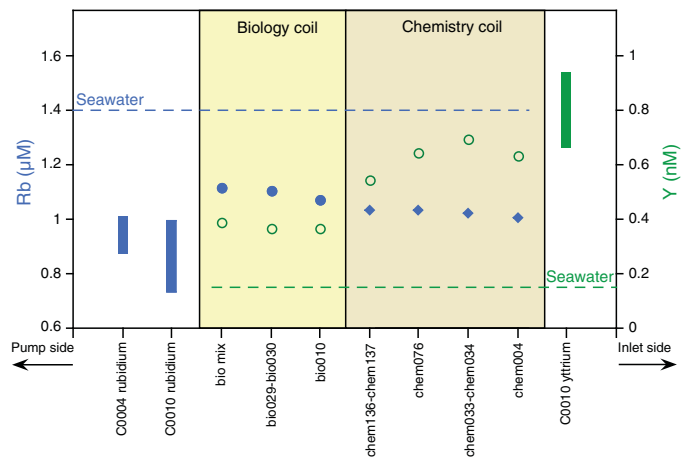 Biology coil
Chemistry coil
1.6
1.4
1.2
1
0.8
0.6
Rb (µM)
1
0.8
0.6
0.4
0.2
0
Y (nM)
Seawater
Seawater
Pump side
Inlet side
C0004 rubidium
C0010 rubidium
bio mix
bio029-bio030
bio010
chem136-chem137
chem076
chem033-chem034
chem004
C0010 yttrium